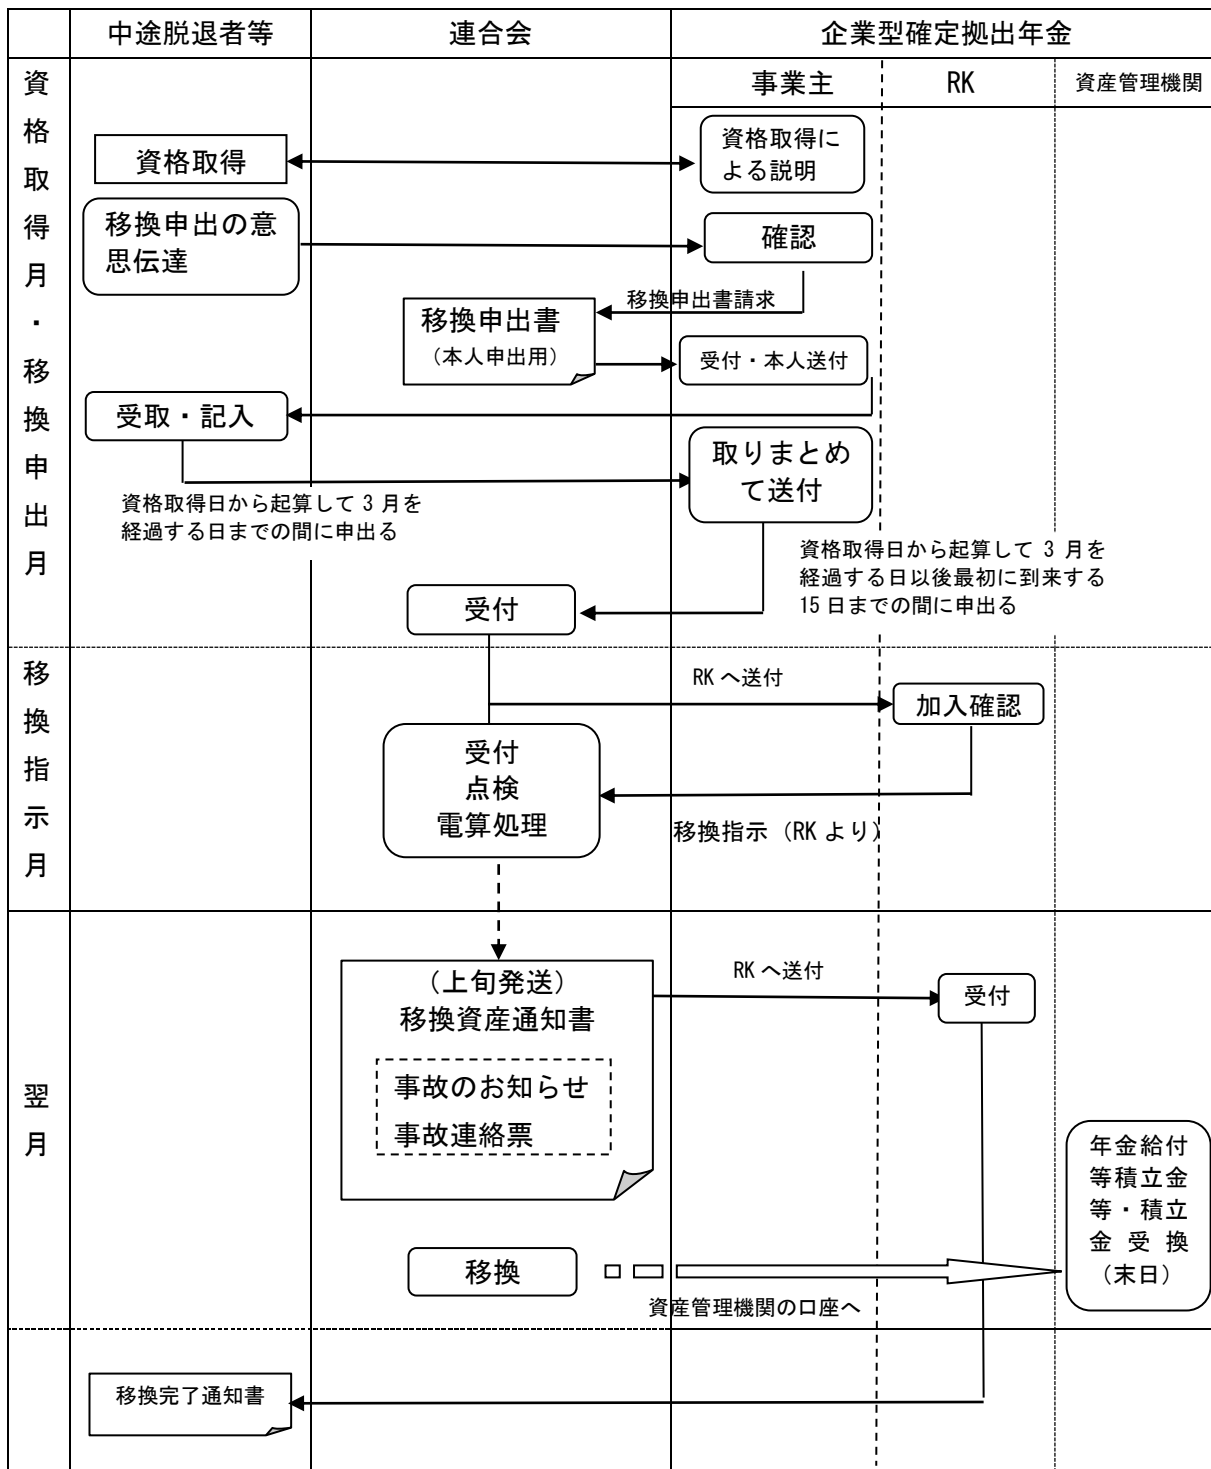 中途脱退者等
連合会
企業型確定拠出年金
事業主
RK
資産管理機関
資格取得月・移換申出月
資格取得
資格取得に
よる説明
移換申出の意
思伝達
確認
移換申出書請求
移換申出書
（本人申出用）
受付・本人送付
受取・記入
取りまとめ
て送付
資格取得日から起算して 3 月を
経過する日までの間に申出る
資格取得日から起算して 3 月を
経過する日以後最初に到来する
15 日までの間に申出る
受付
移換指示月
RK へ送付
加入確認
受付
点検
電算処理
移換指示（RK より）
翌月
（上旬発送）
移換資産通知書
事故のお知らせ
事故連絡票
RK へ送付
受付
年金給付
等積立金
等・積立
金受換
（末日）
移換
資産管理機関の口座へ
移換完了通知書